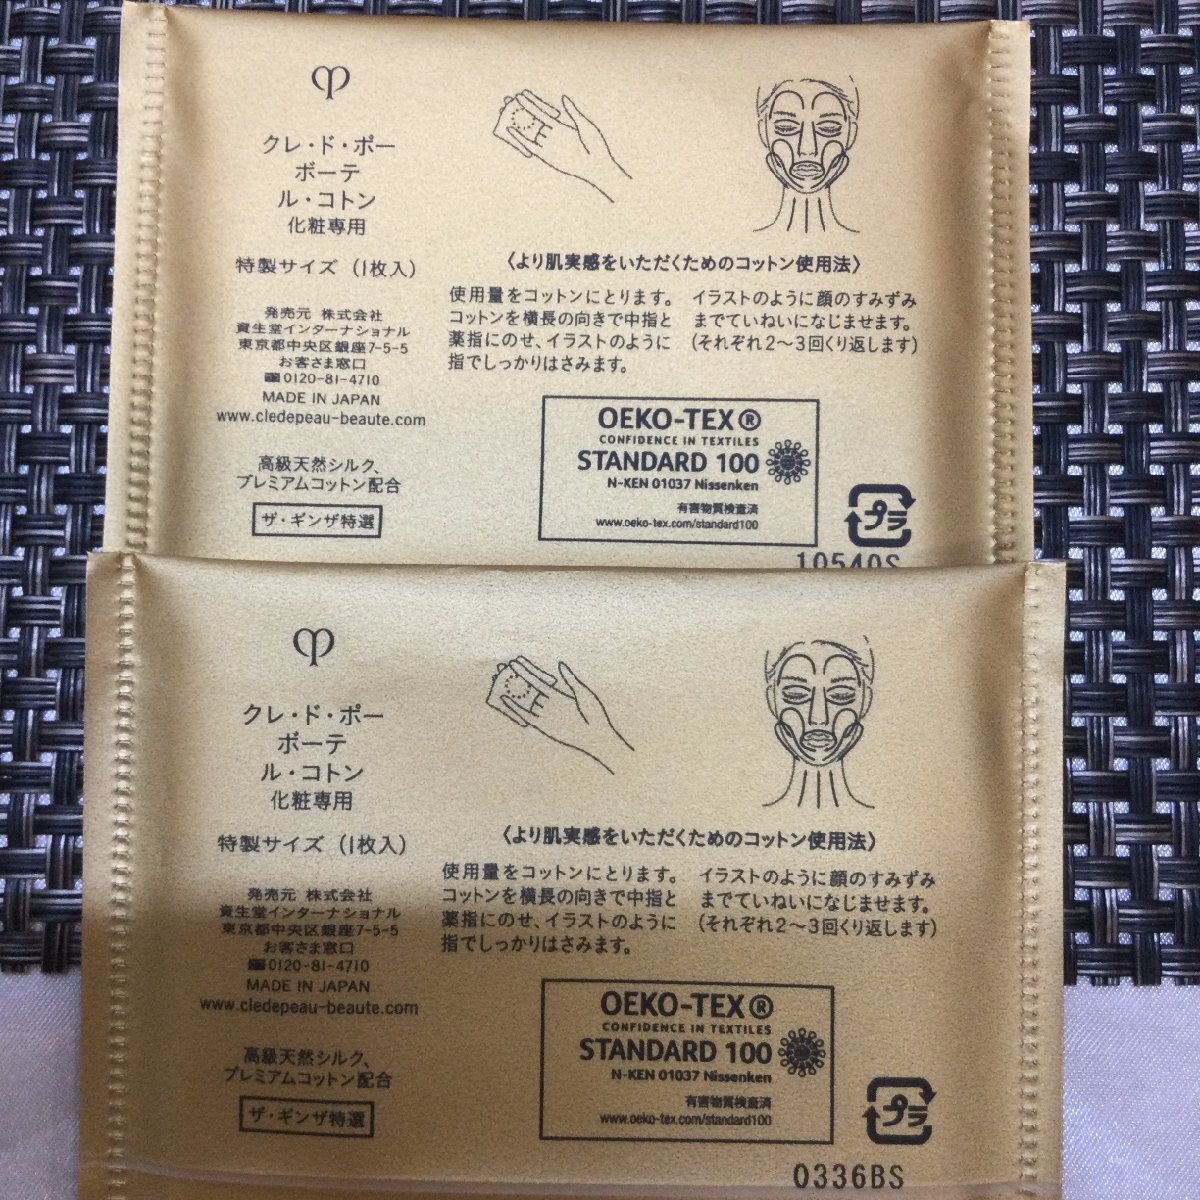 クレ・ド・ポー
ボーテ
ル・コトン
化粧専用
特製サイズ（1枚入）
発売元 株式会社
資生堂インターナショナル
東京都中央区銀座7-5-5
お客さま窓口
0120-81-4710
MADE IN JAPAN
www.cledepeau-beaute.com
高級天然シルク、
プレミアムコットン配合
ザ・ギンザ特選
〈より肌実感をいただくためのコットン使用法〉
使用量をコットンにとります。
コットンを横長の向きで中指と
薬指にのせ、イラストのように
指でしっかりはさみます。
イラストのように顔のすみずみ
までていねいになじませます。
（それぞれ2〜3回くり返します）
OEKO-TEX®
CONFIDENCE IN TEXTILES
STANDARD 100
N-KEN 01037 Nissenken
有害物質検査済
www.oeko-tex.com/standard100
プラ
10540S
クレ・ド・ポー
ボーテ
ル・コトン
化粧専用
特製サイズ（1枚入）
発売元 株式会社
資生堂インターナショナル
東京都中央区銀座7-5-5
お客さま窓口
0120-81-4710
MADE IN JAPAN
www.cledepeau-beaute.com
高級天然シルク、
プレミアムコットン配合
ザ・ギンザ特選
〈より肌実感をいただくためのコットン使用法〉
使用量をコットンにとります。
コットンを横長の向きで中指と
薬指にのせ、イラストのように
指でしっかりはさみます。
イラストのように顔のすみずみ
までていねいになじませます。
（それぞれ2〜3回くり返します）
OEKO-TEX®
CONFIDENCE IN TEXTILES
STANDARD 100
N-KEN 01037 Nissenken
有害物質検査済
www.oeko-tex.com/standard100
プラ
0336BS